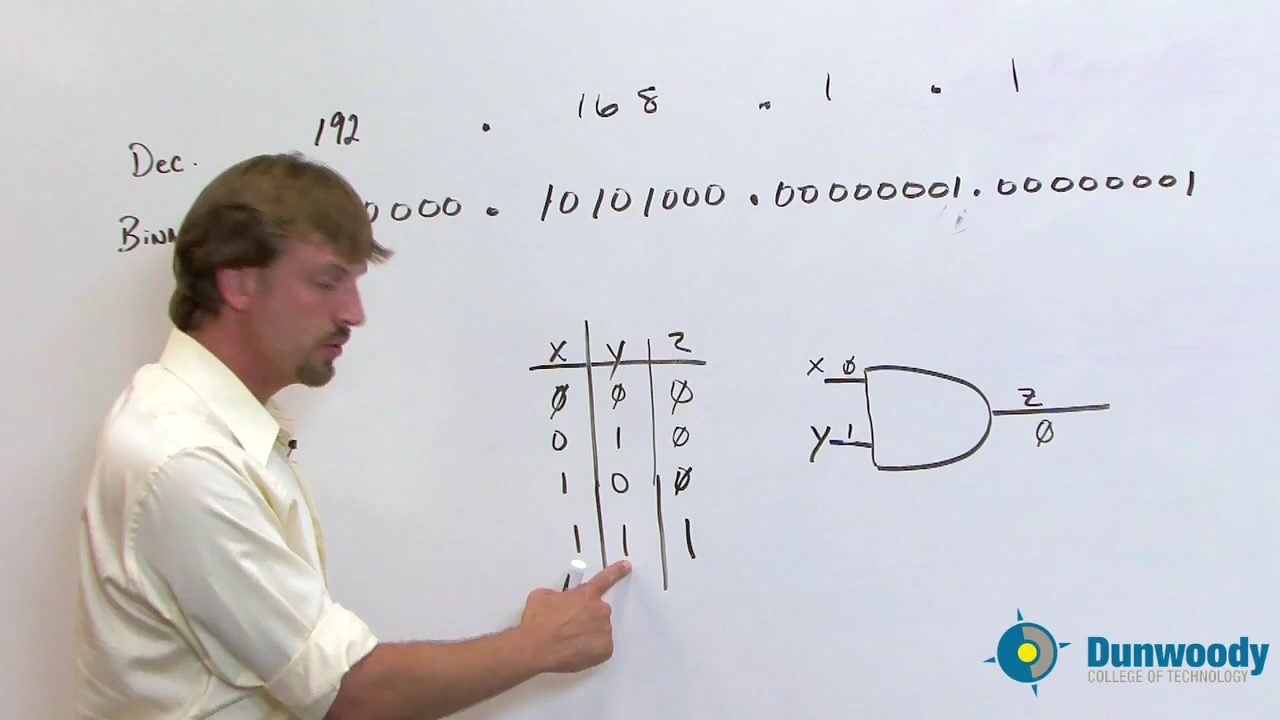 192 . 168 . 1 . 1
Dec.
0000 . 10101000 . 00000001 . 00000001
X Y Z
0 0 0
0 1 0
1 0 0
1 1 1
X 0
Y 1
Z
0
Dunwoody
COLLEGE OF TECHNOLOGY